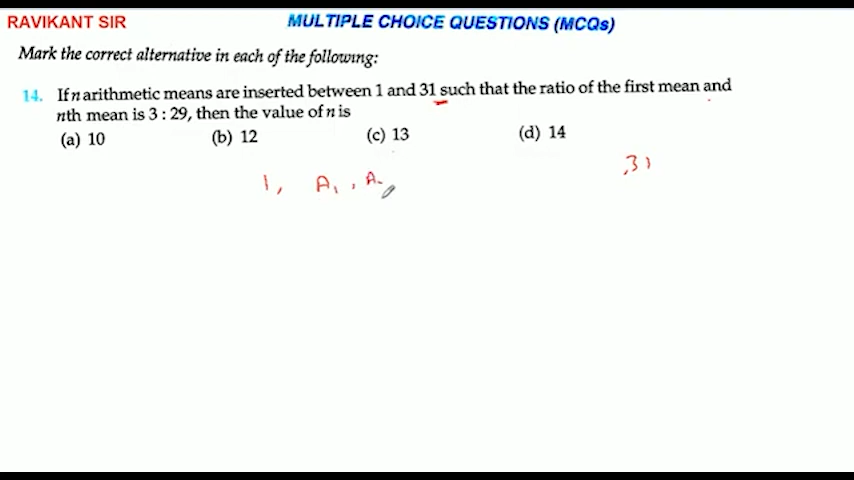 RAVIKANT SIR
MULTIPLE CHOICE QUESTIONS (MCQs)
Mark the correct alternative in each of the following:
14. If n arithmetic means are inserted between 1 and 31 such that the ratio of the first mean and
nth mean is 3 : 29, then the value of n is
(a) 10 (b) 12 (c) 13 (d) 14
1, A₁, A , 31